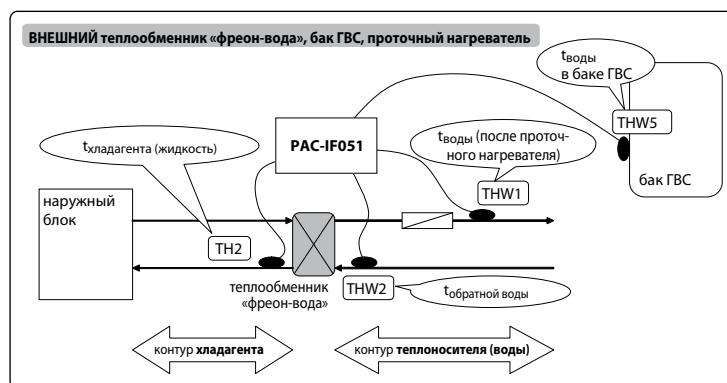 ВНЕШНИЙ теплообменник «фреон-вода», бак ГВС, проточный нагреватель
tводы
в баке ГВС
THW5
бак ГВС
PAC-IF051
tводы (после проточ-
ного нагревателя)
THW1
tхладагента (жидкость)
наружный
блок
TH2
теплообменник
«фреон-вода»
THW2
tобратной воды
контур хладагента
контур теплоносителя (воды)